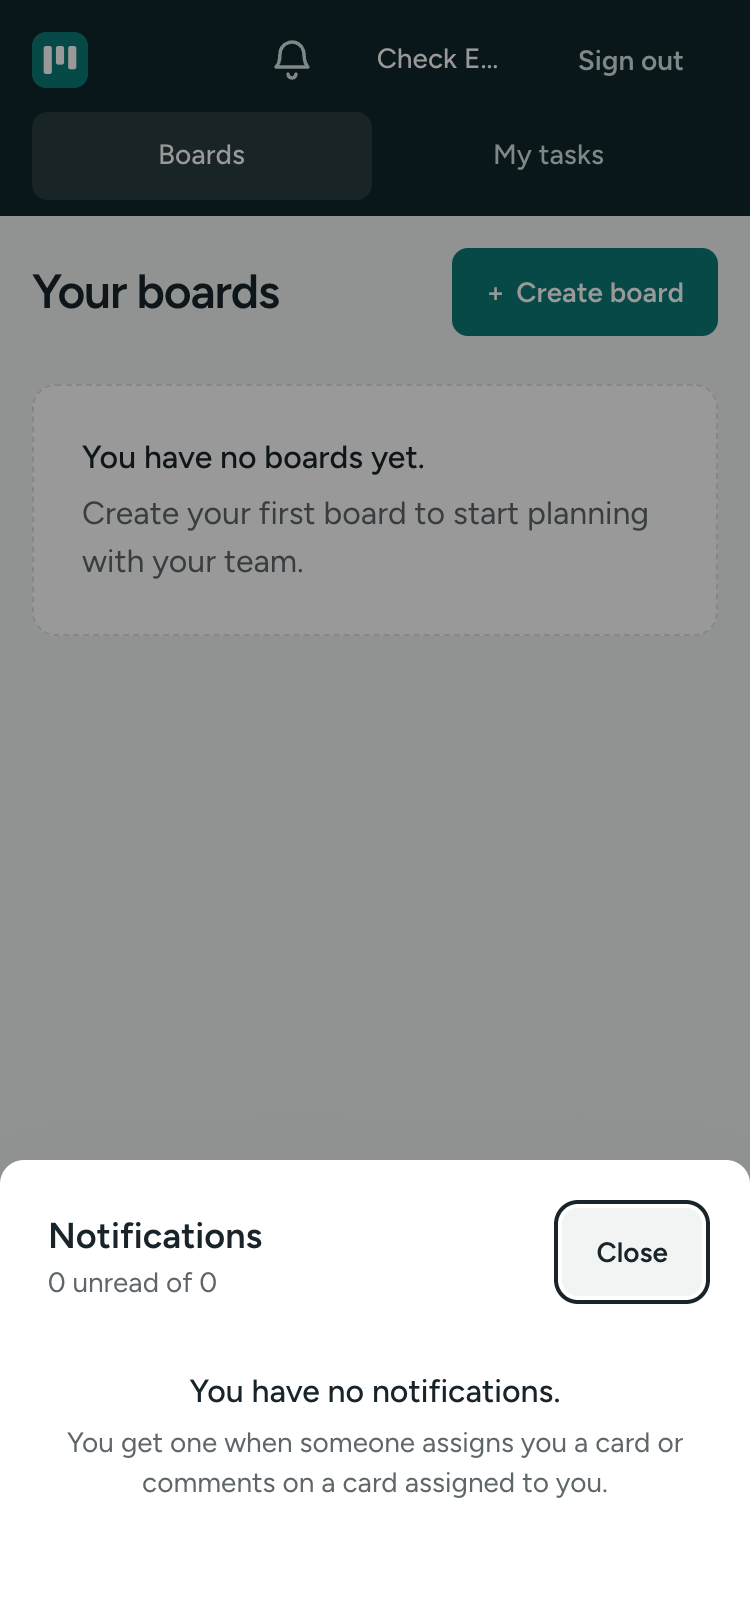 Check E...
Sign out
Boards
My tasks
Your boards
+ Create board
You have no boards yet.
Create your first board to start planning
with your team.
Notifications
Close
0 unread of 0
You have no notifications.
You get one when someone assigns you a card or
comments on a card assigned to you.